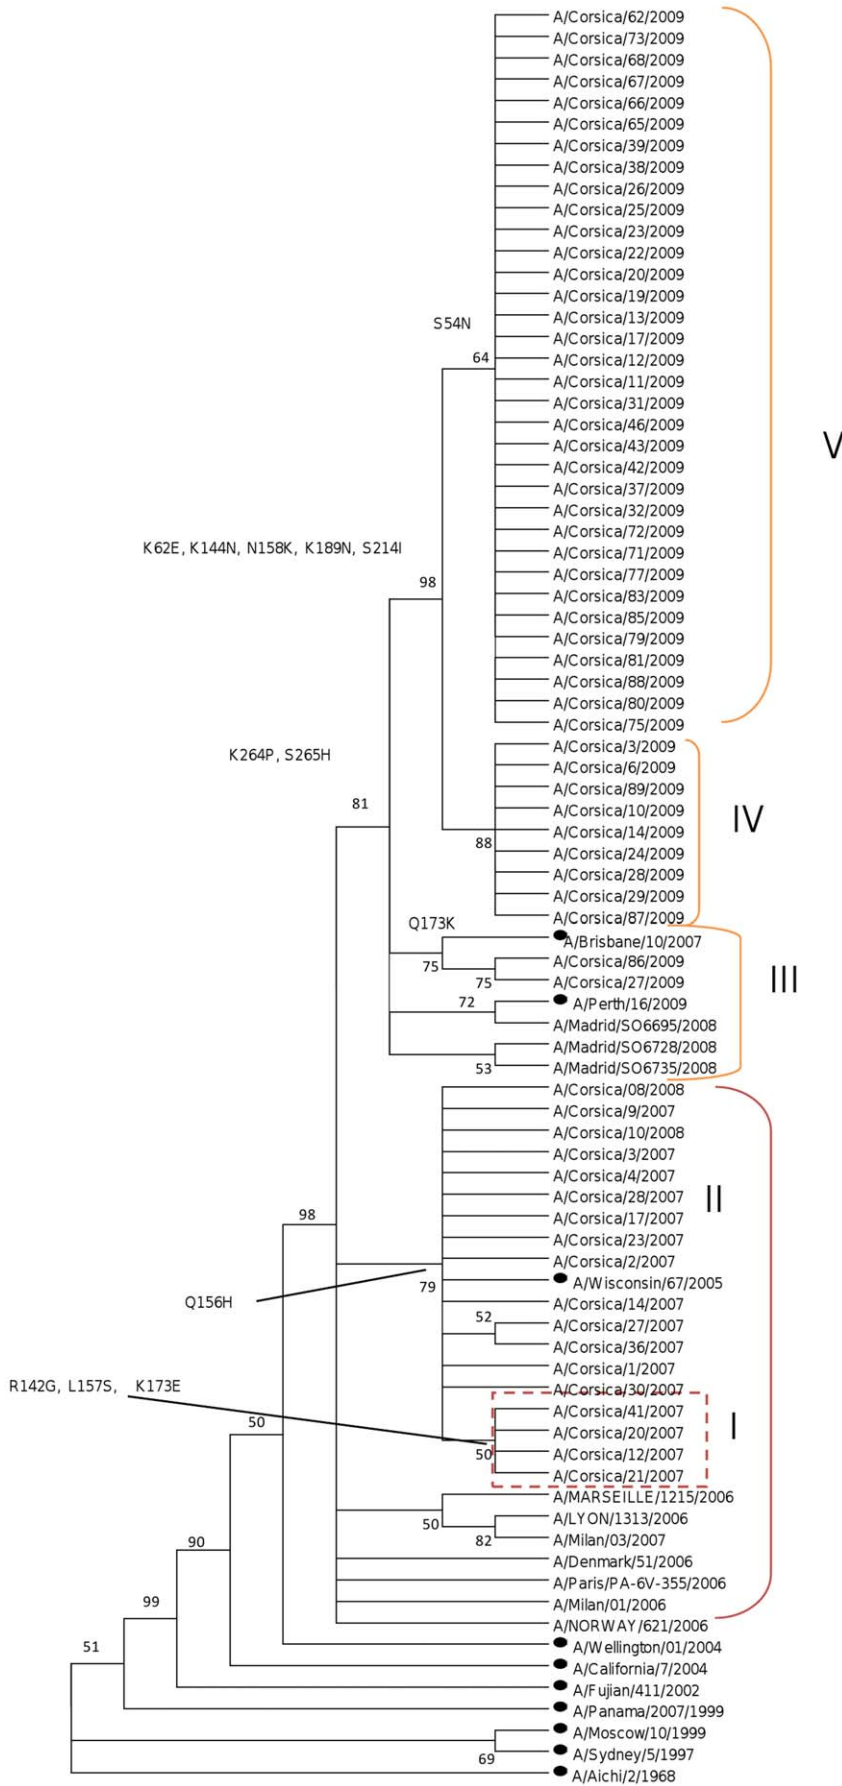 A/Corsica/62/2009
A/Corsica/73/2009
A/Corsica/68/2009
A/Corsica/67/2009
A/Corsica/66/2009
A/Corsica/65/2009
A/Corsica/39/2009
A/Corsica/38/2009
A/Corsica/26/2009
A/Corsica/25/2009
A/Corsica/23/2009
A/Corsica/22/2009
A/Corsica/20/2009
A/Corsica/19/2009
A/Corsica/13/2009
S54N
A/Corsica/17/2009
64
A/Corsica/12/2009
A/Corsica/11/2009
A/Corsica/31/2009
A/Corsica/46/2009
A/Corsica/43/2009
V
A/Corsica/42/2009
A/Corsica/37/2009
A/Corsica/32/2009
A/Corsica/72/2009
K62E, K144N, N158K, K189N, S214I
A/Corsica/71/2009
A/Corsica/77/2009
98
A/Corsica/83/2009
A/Corsica/85/2009
A/Corsica/79/2009
A/Corsica/81/2009
A/Corsica/88/2009
A/Corsica/80/2009
A/Corsica/75/2009
A/Corsica/3/2009
K264P, S265H
A/Corsica/6/2009
A/Corsica/89/2009
81
A/Corsica/10/2009
IV
A/Corsica/14/2009
88
A/Corsica/24/2009
A/Corsica/28/2009
A/Corsica/29/2009
A/Corsica/87/2009
Q173K
A/Brisbane/10/2007
75
A/Corsica/86/2009
75
A/Corsica/27/2009
III
72
A/Perth/16/2009
A/Madrid/SO6695/2008
A/Madrid/SO6728/2008
53
A/Madrid/SO6735/2008
A/Corsica/08/2008
A/Corsica/9/2007
A/Corsica/10/2008
A/Corsica/3/2007
A/Corsica/4/2007
A/Corsica/28/2007
II
98
A/Corsica/17/2007
A/Corsica/23/2007
A/Corsica/2/2007
79
A/Wisconsin/67/2005
Q156H
A/Corsica/14/2007
52
A/Corsica/27/2007
A/Corsica/36/2007
A/Corsica/1/2007
R142G, L157S, K173E
A/Corsica/30/2007
A/Corsica/41/2007
50
A/Corsica/20/2007
I
50
A/Corsica/12/2007
A/Corsica/21/2007
A/MARSEILLE/1215/2006
50
A/LYON/1313/2006
90
82
A/Milan/03/2007
A/Denmark/51/2006
A/Paris/PA-6V-355/2006
99
A/Milan/01/2006
A/NORWAY/621/2006
51
A/Wellington/01/2004
A/California/7/2004
A/Fujian/411/2002
A/Panama/2007/1999
A/Moscow/10/1999
69
A/Sydney/5/1997
A/Aichi/2/1968